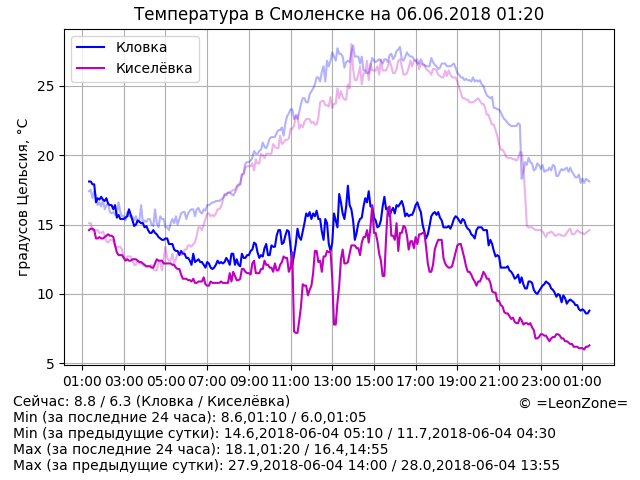 Температура в Смоленске на 06.06.2018 01:20
Кловка
Киселёвка
градусов Цельсия, °C
25
20
15
10
5
01:00 03:00 05:00 07:00 09:00 11:00 13:00 15:00 17:00 19:00 21:00 23:00 01:00
Сейчас: 8.8 / 6.3 (Кловка / Киселёвка)
© =LeonZone=
Min (за последние 24 часа): 8.6,01:10 / 6.0,01:05
Min (за предыдущие сутки): 14.6,2018-06-04 05:10 / 11.7,2018-06-04 04:30
Max (за последние 24 часа): 18.1,01:20 / 16.4,14:55
Max (за предыдущие сутки): 27.9,2018-06-04 14:00 / 28.0,2018-06-04 13:55